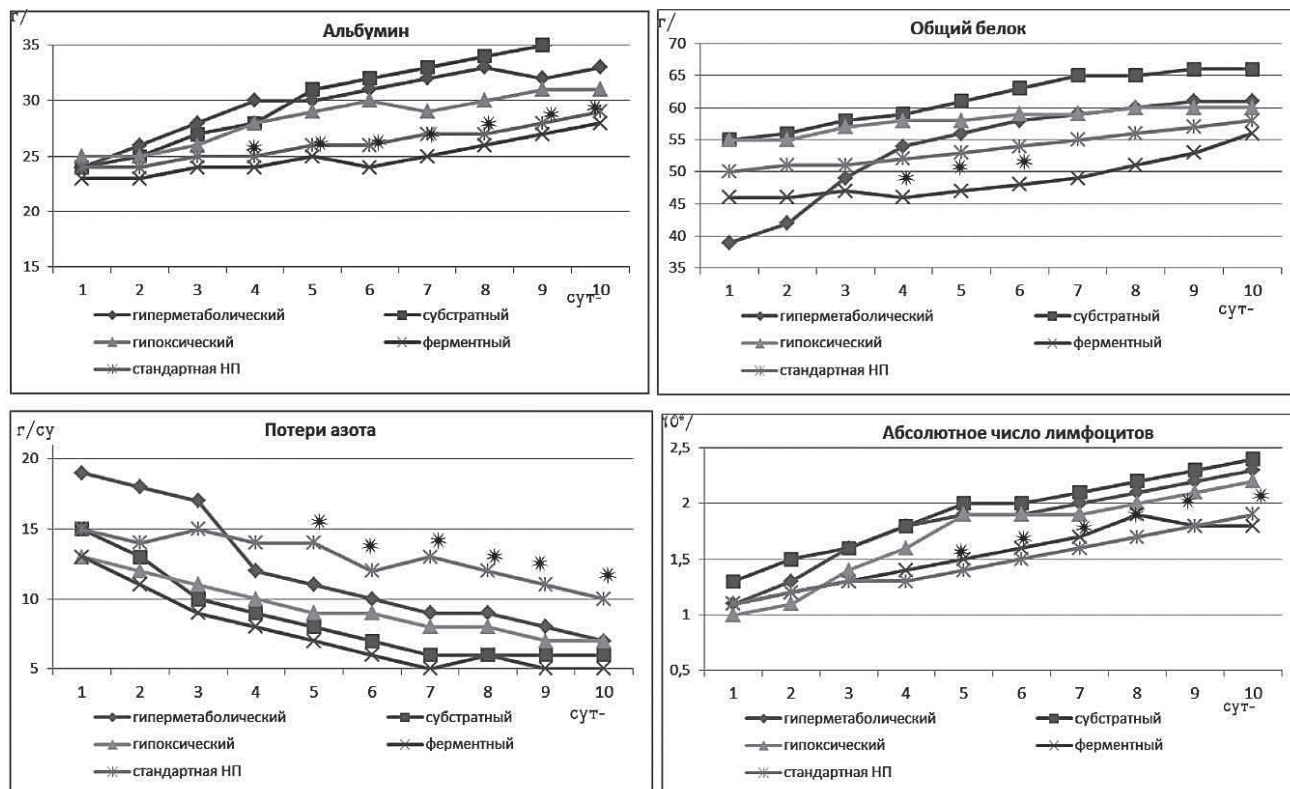 г/
Альбумин
35
30
25
20
15
1 2 3 4 5 6 7 8 9 10
сут-
гиперметаболический субстратный
гипоксический ферментный
стандартная НП
г/
Общий белок
70
65
60
55
50
45
40
35
1 2 3 4 5 6 7 8 9 10
сут-
гиперметаболический субстратный
гипоксический ферментный
стандартная НП
г/су
Потери азота
20
15
10
5
1 2 3 4 5 6 7 8 9 10
сут-
гиперметаболический субстратный
гипоксический ферментный
стандартная НП
Абсолютное число лимфоцитов
2,5
2
1,5
1
0,5
1 2 3 4 5 6 7 8 9 10
сут-
гиперметаболический субстратный
гипоксический ферментный
стандартная НП